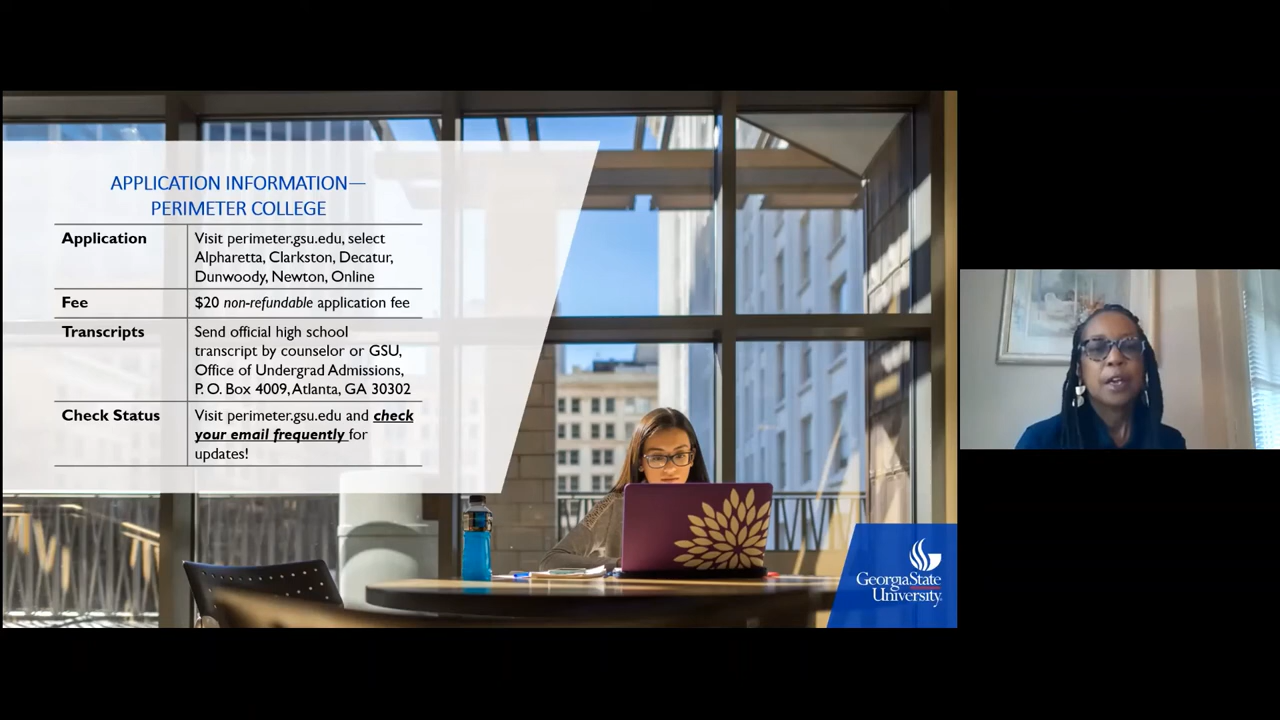 APPLICATION INFORMATION—
PERIMETER COLLEGE
Application
Visit perimeter.gsu.edu, select
Alpharetta, Clarkston, Decatur,
Dunwoody, Newton, Online
Fee
$20 non-refundable application fee
Transcripts
Send official high school
transcript by counselor or GSU,
Office of Undergrad Admissions,
P. O. Box 4009, Atlanta, GA 30302
Check Status
Visit perimeter.gsu.edu and check
your email frequently for
updates!
GeorgiaState
University